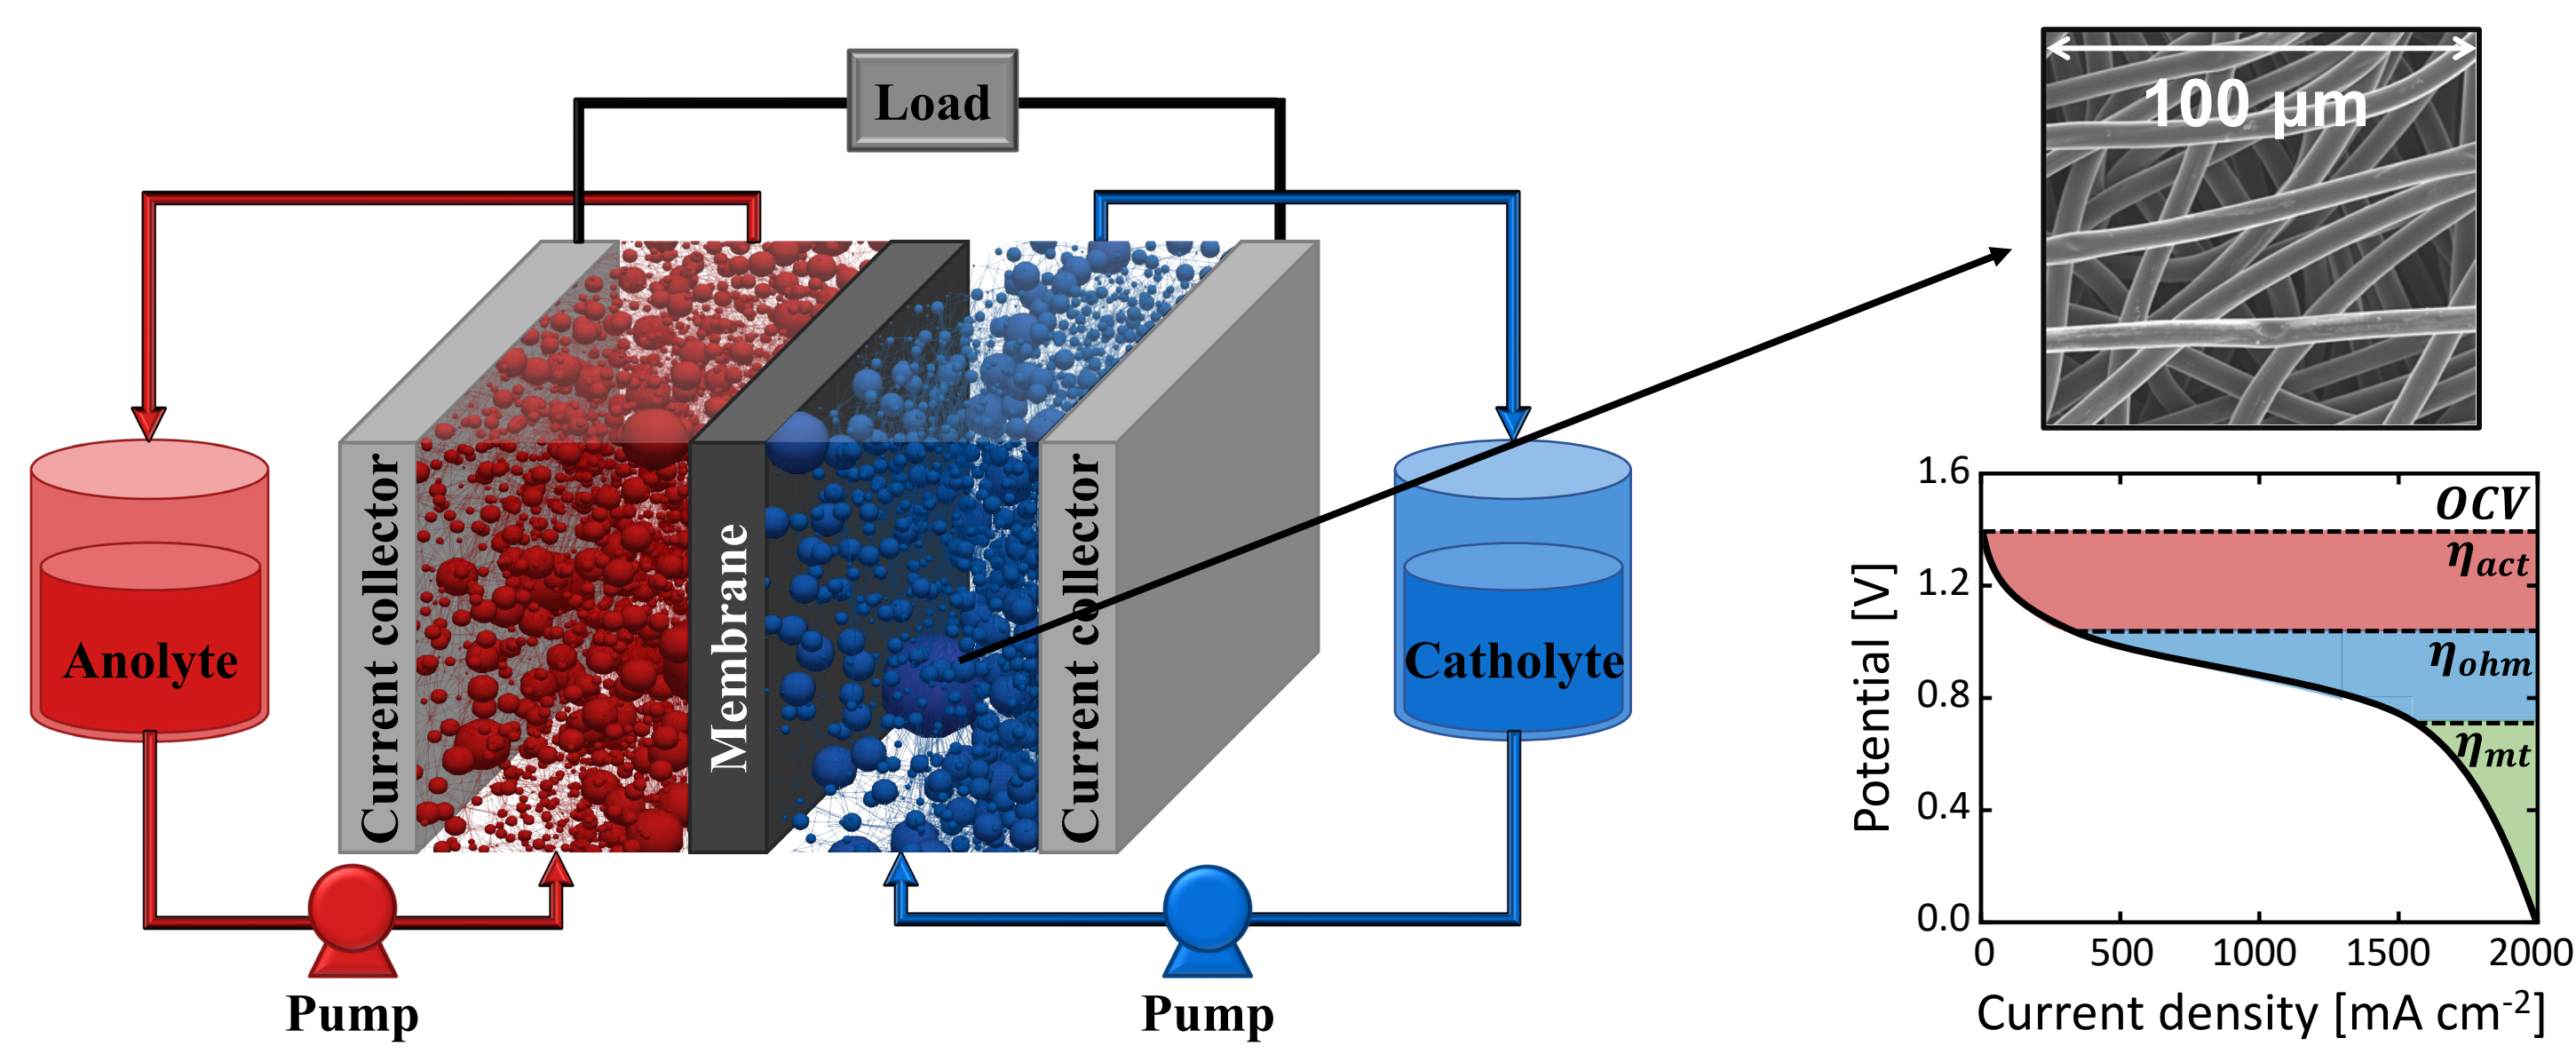 Load
100 µm
Anolyte
Current collector
Membrane
Current collector
Catholyte
Pump
Pump
Potential [V]
1.6
1.2
0.8
0.4
0.0
OCV
ηact
ηohm
ηmt
0 500 1000 1500 2000
Current density [mA cm-2]